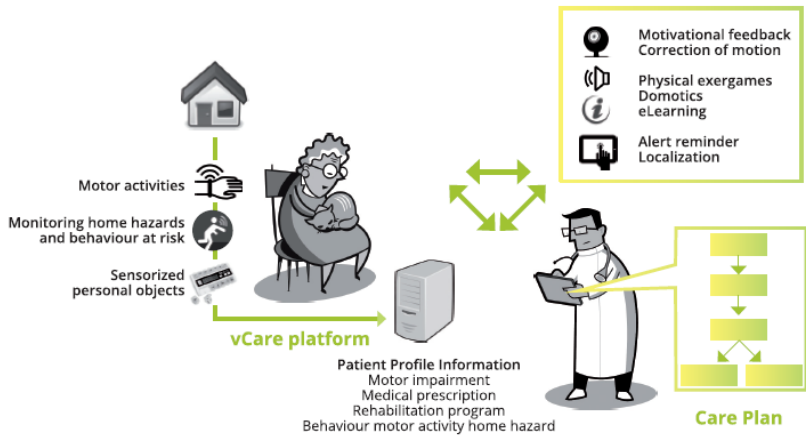 Motivational feedback
Correction of motion
Physical exergames
Domotics
eLearning
Alert reminder
Localization
Motor activities
Monitoring home hazards
and behaviour at risk
Sensorized
personal objects
vCare platform
Patient Profile Information
Motor impairment
Medical prescription
Rehabilitation program
Behaviour motor activity home hazard
Care Plan